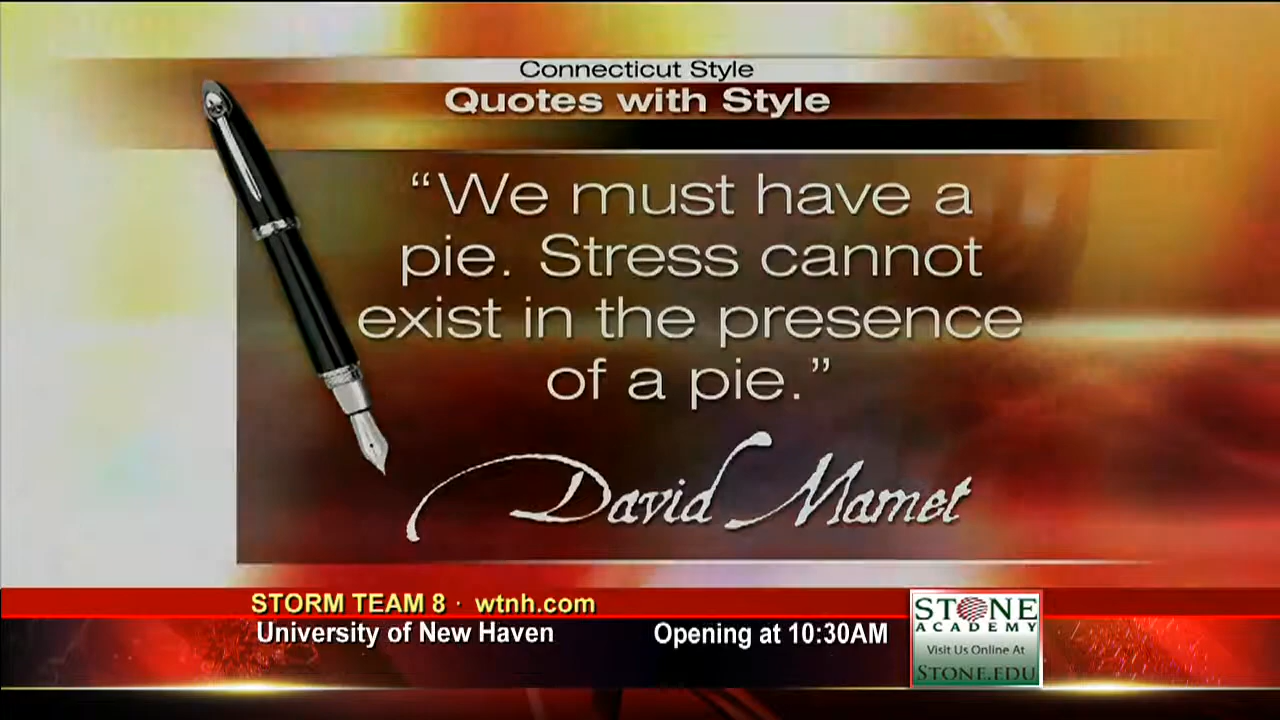 Connecticut Style
Quotes with Style
“We must have a
pie. Stress cannot
exist in the presence
of a pie.”
David Mamet
STORM TEAM 8 · wtnh.com
University of New Haven Opening at 10:30AM
STONE
ACADEMY
Visit Us Online At
STONE.EDU